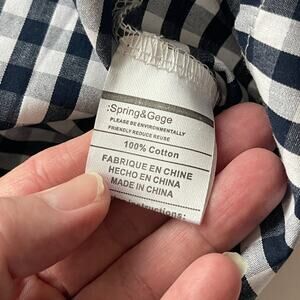 :Spring&Gege
PLEASE BE ENVIRONMENTALLY
FRIENDLY REDUCE REUSE
100% Cotton
FABRIQUE EN CHINE
HECHO EN CHINA
MADE IN CHINA
instructions: